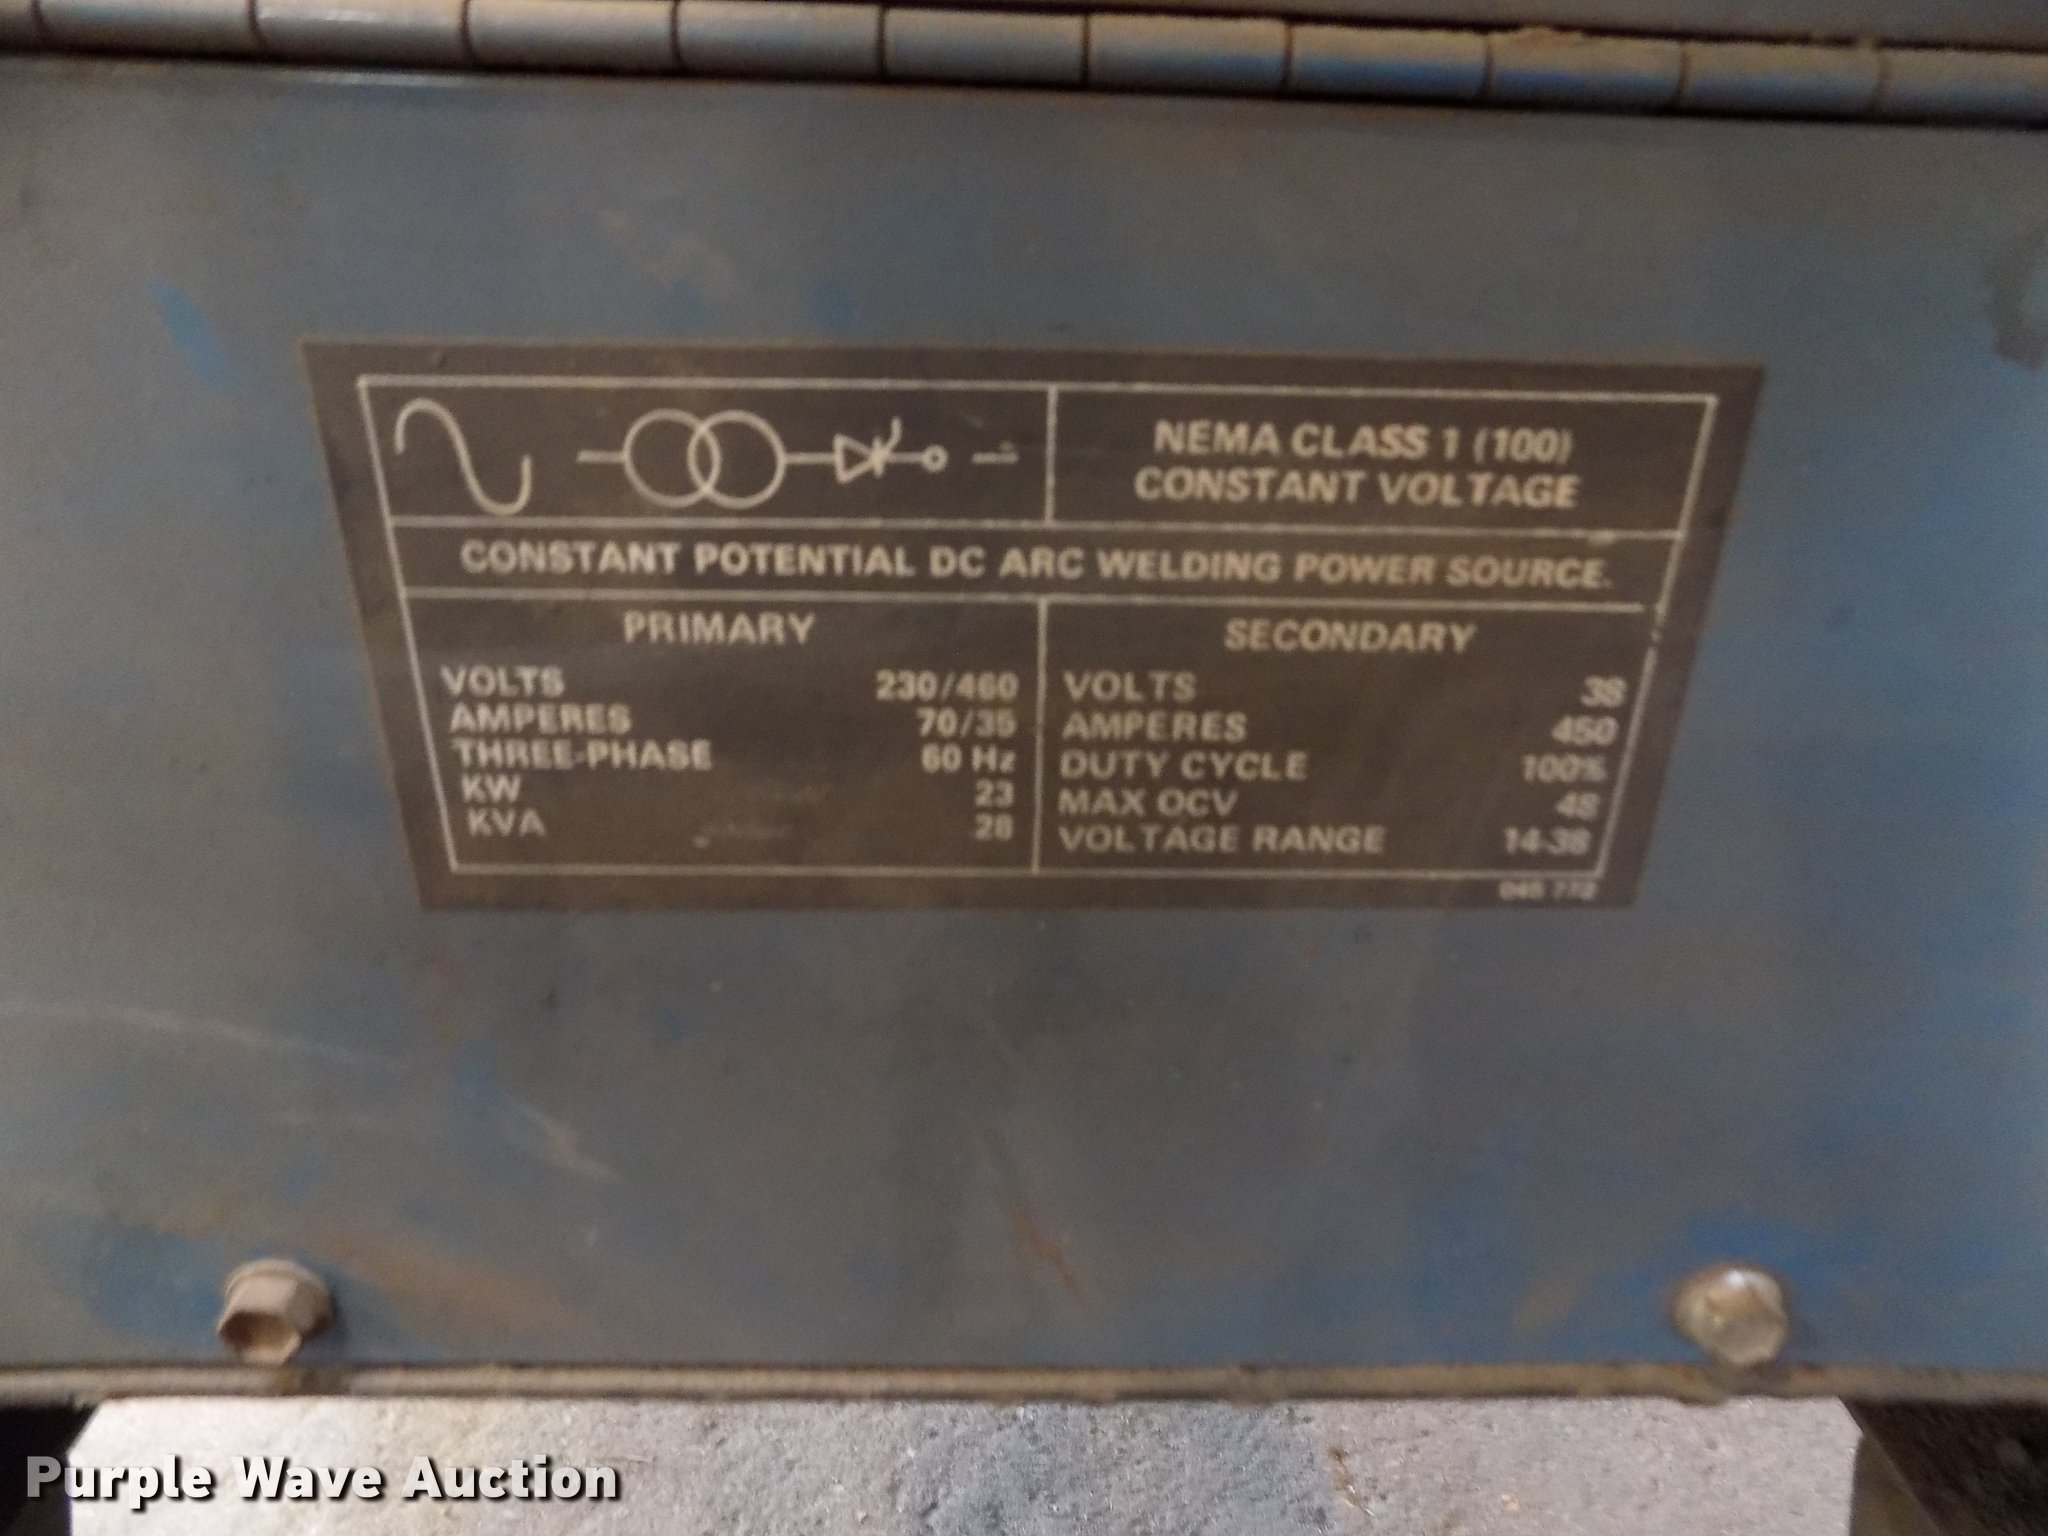 NEMA CLASS 1 (100)
CONSTANT VOLTAGE
CONSTANT POTENTIAL DC ARC WELDING POWER SOURCE.
PRIMARY
VOLTS 230/460
AMPERES 70/35
THREE-PHASE 60 Hz
KW 23
KVA 28
SECONDARY
VOLTS 38
AMPERES 450
DUTY CYCLE 100%
MAX OCV 48
VOLTAGE RANGE 14-38
Purple Wave Auction